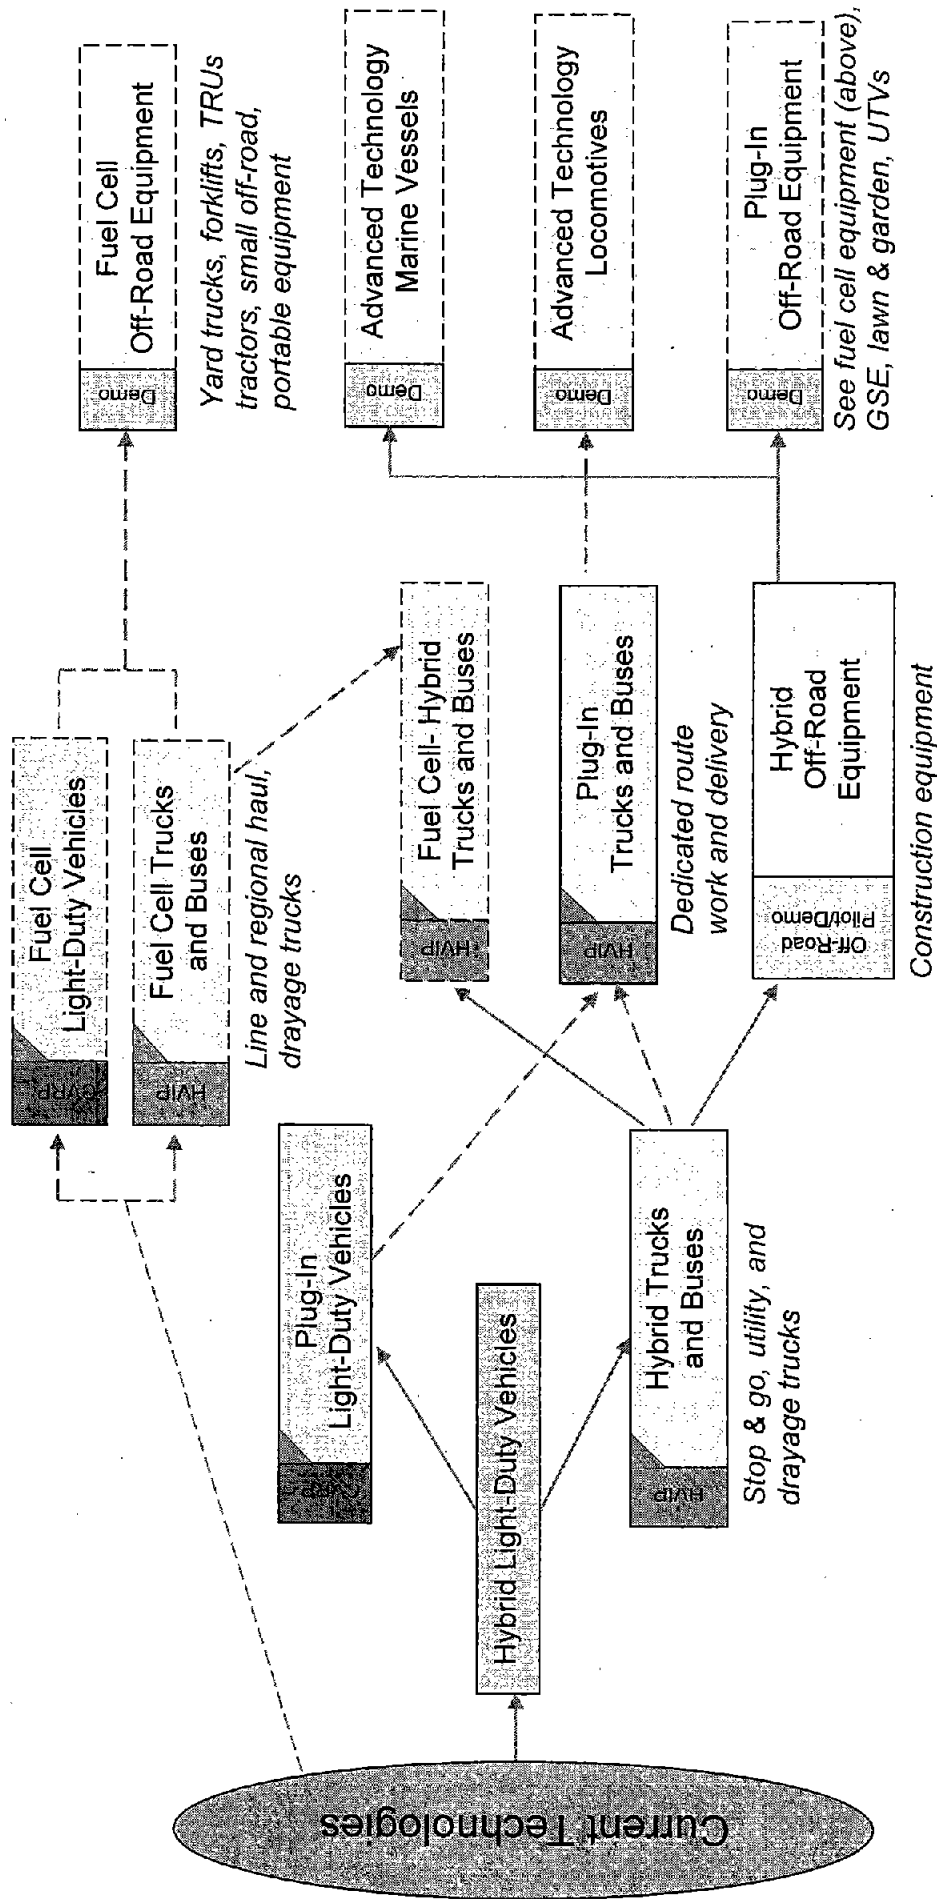 Current Technologies
Hybrid Light-Duty Vehicles
Plug-In
Light-Duty Vehicles
HVIP
Hybrid Trucks
and Buses
Stop & go, utility, and
drayage trucks
CVRP
Fuel Cell
Light-Duty Vehicles
HVIP
Fuel Cell Trucks
and Buses
Line and regional haul,
drayage trucks
HVIP
Fuel Cell- Hybrid
Trucks and Buses
HVIP
Plug-In
Trucks and Buses
Dedicated route
work and delivery
Off-Road
Pilot/Demo
Hybrid
Off-Road
Equipment
Construction equipment
Demo
Fuel Cell
Off-Road Equipment
Yard trucks, forklifts, TRUs
tractors, small off-road,
portable equipment
Demo
Advanced Technology
Marine Vessels
Demo
Advanced Technology
Locomotives
Demo
Plug-In
Off-Road Equipment
See fuel cell equipment (above),
GSE, lawn & garden, UTVs